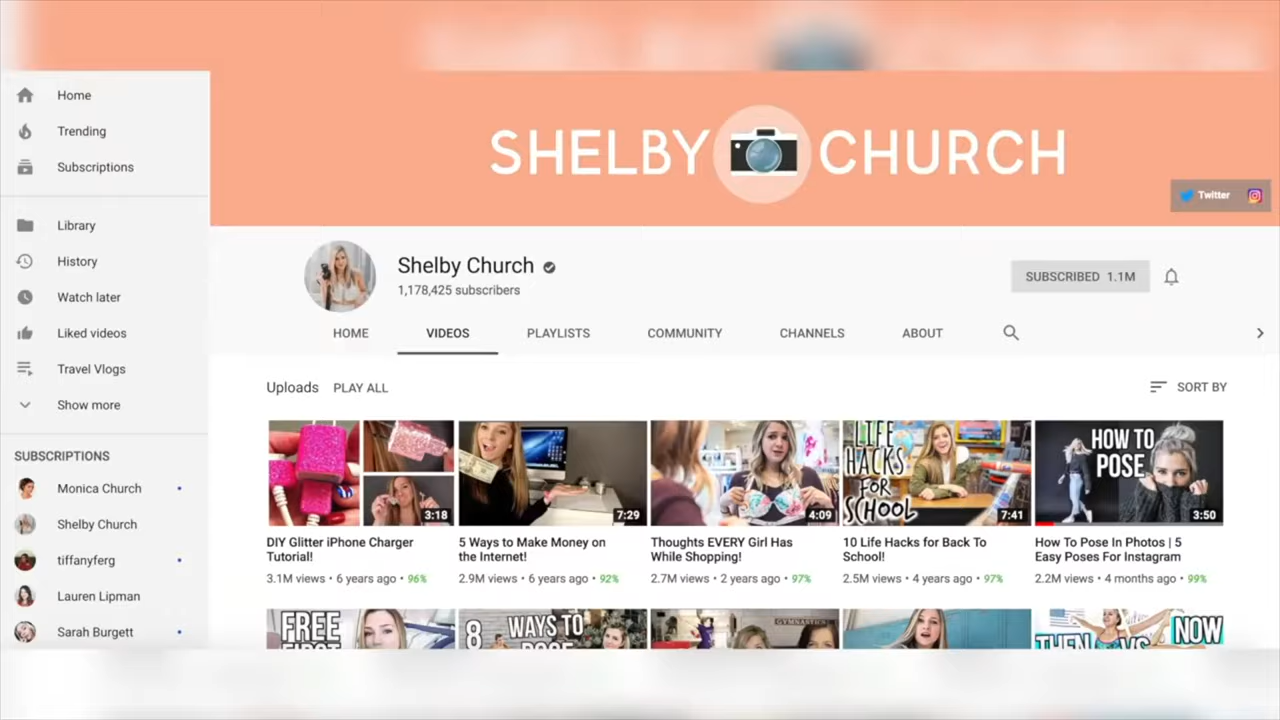 SHELBY CHURCH
Twitter
Home
Trending
Subscriptions
Library
History
Watch later
Liked videos
Travel Vlogs
Show more
SUBSCRIPTIONS
Monica Church
Shelby Church
tiffanyferg
Lauren Lipman
Sarah Burgett
Shelby Church
1,178,425 subscribers
SUBSCRIBED 1.1M
HOME VIDEOS PLAYLISTS COMMUNITY CHANNELS ABOUT
Uploads PLAY ALL SORT BY
3:18
DIY Glitter iPhone Charger
Tutorial!
3.1M views • 6 years ago • 96%
7:29
5 Ways to Make Money on
the Internet!
2.9M views • 6 years ago • 92%
4:09
Thoughts EVERY Girl Has
While Shopping!
2.7M views • 2 years ago • 97%
LIFE
HACKS
FOR
SCHOOL
7:41
10 Life Hacks for Back To
School!
2.5M views • 4 years ago • 97%
HOW TO
POSE
3:50
How To Pose In Photos | 5
Easy Poses For Instagram
2.2M views • 4 months ago • 99%
FREE
FIRST
8 WAYS TO
POSE
GYMNASTICS
THEN VS NOW